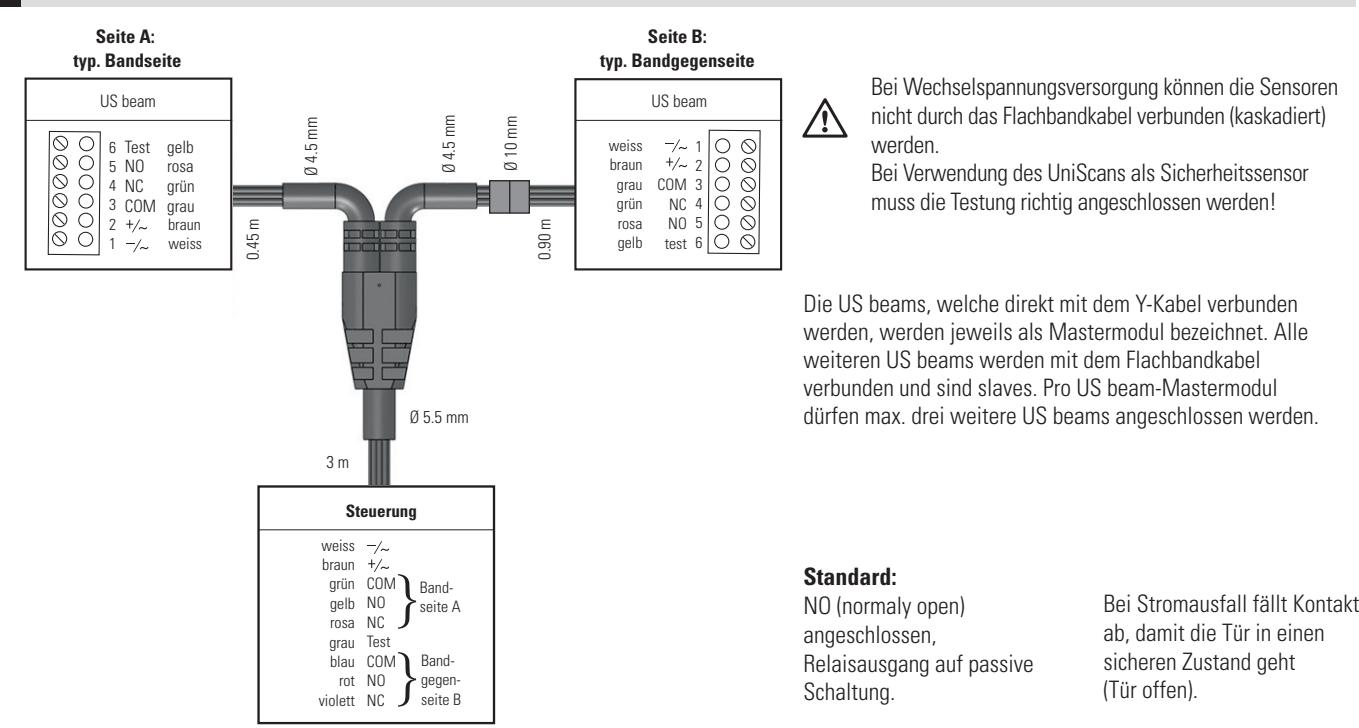 Seite A:
typ. Bandseite
US beam
6 Test gelb
5 NO rosa
4 NC grün
3 COM grau
2 +/~ braun
1 −/~ weiss
0.45 m
Ø 4.5 mm
Ø 4.5 mm
Ø 10 mm
0.90 m
Seite B:
typ. Bandgegenseite
US beam
weiss −/~ 1
braun +/~ 2
grau COM 3
grün NC 4
rosa NO 5
gelb test 6
Ø 5.5 mm
3 m
Steuerung
weiss −/~
braun +/~
grün COM
gelb NO
rosa NC
Band-
seite A
grau Test
blau COM
rot NO
violett NC
Band-
gegen-
seite B
Bei Wechselspannungsversorgung können die Sensoren
nicht durch das Flachbandkabel verbunden (kaskadiert)
werden.
Bei Verwendung des UniScans als Sicherheitssensor
muss die Testung richtig angeschlossen werden!
Die US beams, welche direkt mit dem Y-Kabel verbunden
werden, werden jeweils als Mastermodul bezeichnet. Alle
weiteren US beams werden mit dem Flachbandkabel
verbunden und sind slaves. Pro US beam-Mastermodul
dürfen max. drei weitere US beams angeschlossen werden.
Standard:
NO (normaly open)
angeschlossen,
Relaisausgang auf passive
Schaltung.
Bei Stromausfall fällt Kontakt
ab, damit die Tür in einen
sicheren Zustand geht
(Tür offen).